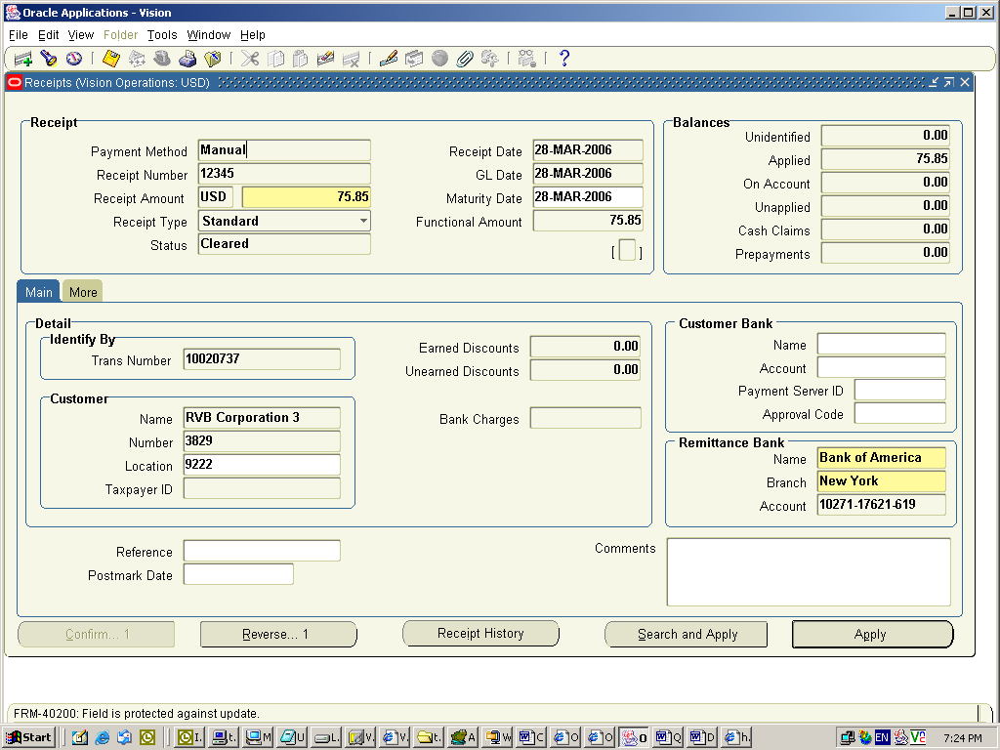 Oracle Applications - Vision
File Edit View Folder Tools Window Help
Receipts (Vision Operations: USD)
Receipt
Payment Method Manual
Receipt Number 12345
Receipt Amount USD 75.85
Receipt Type Standard
Status Cleared
Receipt Date 28-MAR-2006
GL Date 28-MAR-2006
Maturity Date 28-MAR-2006
Functional Amount 75.85
[ ]
Balances
Unidentified 0.00
Applied 75.85
On Account 0.00
Unapplied 0.00
Cash Claims 0.00
Prepayments 0.00
Main More
Detail
Identify By
Trans Number 10020737
Customer
Name RVB Corporation 3
Number 3829
Location 9222
Taxpayer ID
Earned Discounts 0.00
Unearned Discounts 0.00
Bank Charges
Customer Bank
Name
Account
Payment Server ID
Approval Code
Remittance Bank
Name Bank of America
Branch New York
Account 10271-17621-619
Reference
Postmark Date
Comments
Confirm... 1 Reverse... 1 Receipt History Search and Apply Apply
FRM-40200: Field is protected against update.
Start I. t. M U L. V. V. t. A W C O O O Q D h. EN 7:24 PM